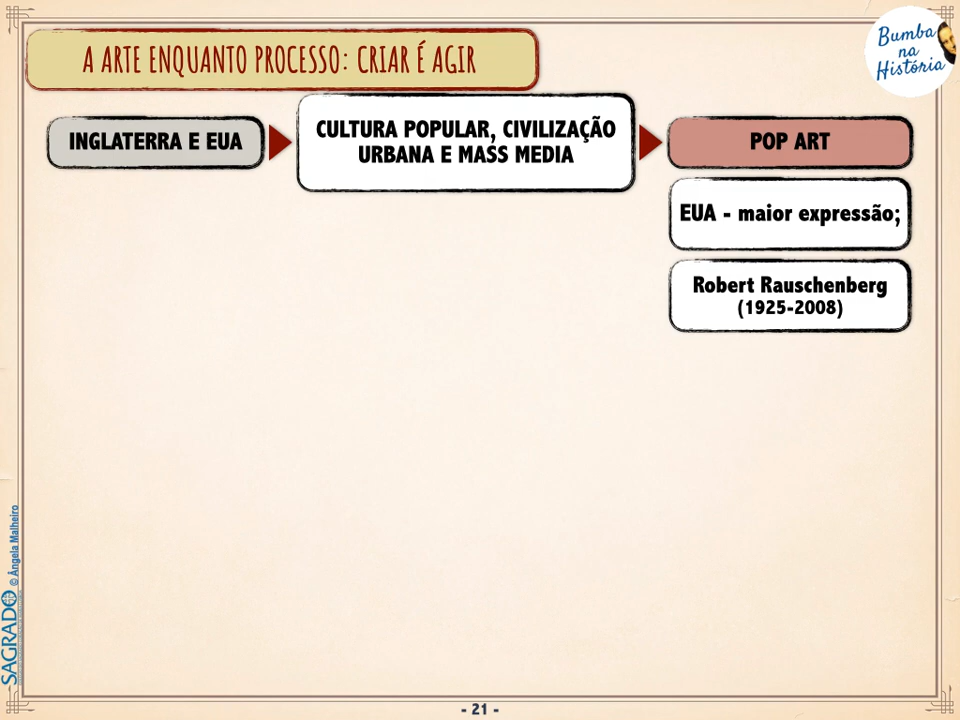 A ARTE ENQUANTO PROCESSO: CRIAR É AGIR
Bumba
na
História
INGLATERRA E EUA
CULTURA POPULAR, CIVILIZAÇÃO
URBANA E MASS MEDIA
POP ART
EUA - maior expressão;
Robert Rauschenberg
(1925-2008)
SAGRADO
© Ângela Malheiro
- 21 -